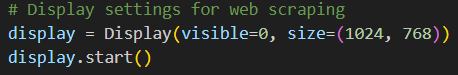 # Display settings for web scraping
display = Display(visible=0, size=(1024, 768))
display.start()